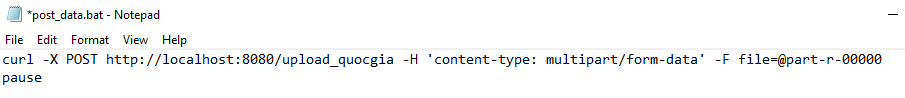 *post_data.bat - Notepad
File Edit Format View Help
curl -X POST http://localhost:8080/upload_quocgia -H 'content-type: multipart/form-data' -F file=@part-r-00000
pause